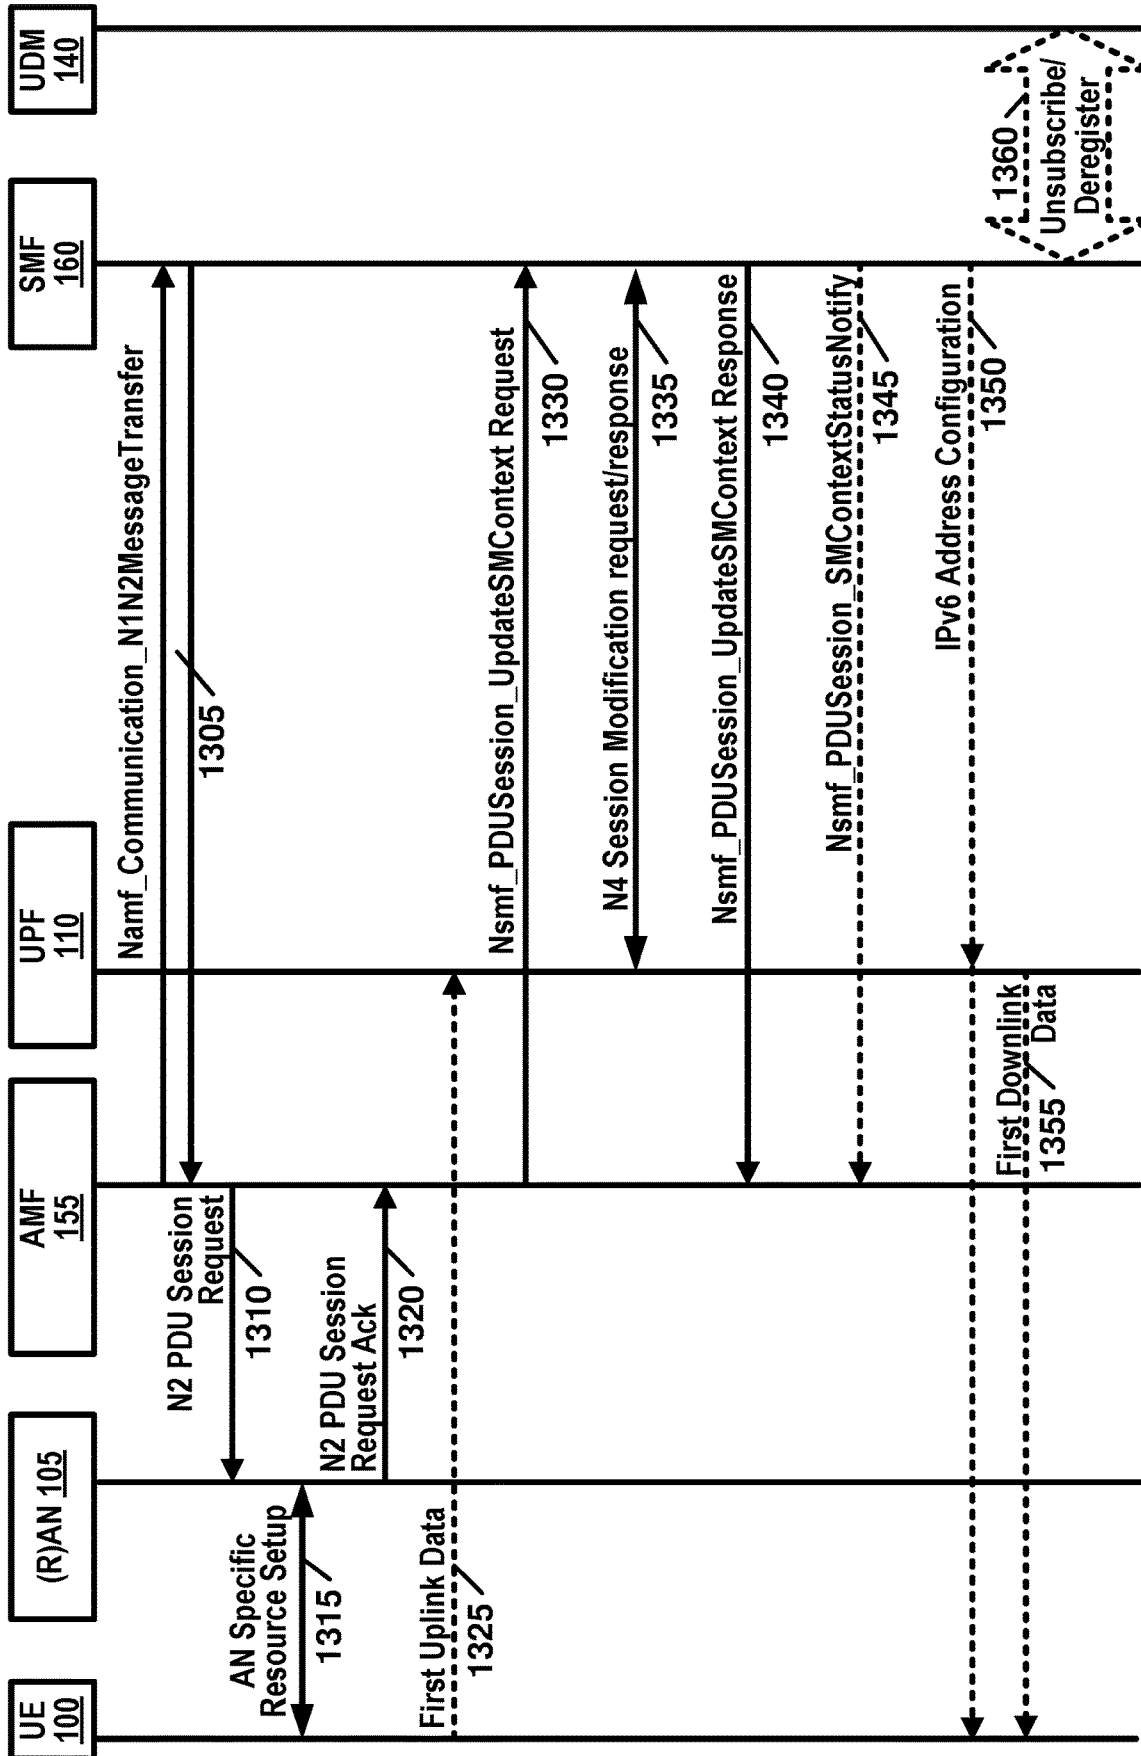 UE
100
(R)AN 105
AMF
155
UPF
110
SMF
160
UDM
140
Namf_Communication_N1N2MessageTransfer
1305
N2 PDU Session
Request
1310
AN Specific
Resource Setup
1315
N2 PDU Session
Request Ack
1320
First Uplink Data
1325
Nsmf_PDUSession_UpdateSMContext Request
1330
N4 Session Modification request/response
1335
Nsmf_PDUSession_UpdateSMContext Response
1340
Nsmf_PDUSession_SMContextStatusNotify
1345
IPv6 Address Configuration
1350
First Downlink
Data
1355
1360
Unsubscribe/
Deregister